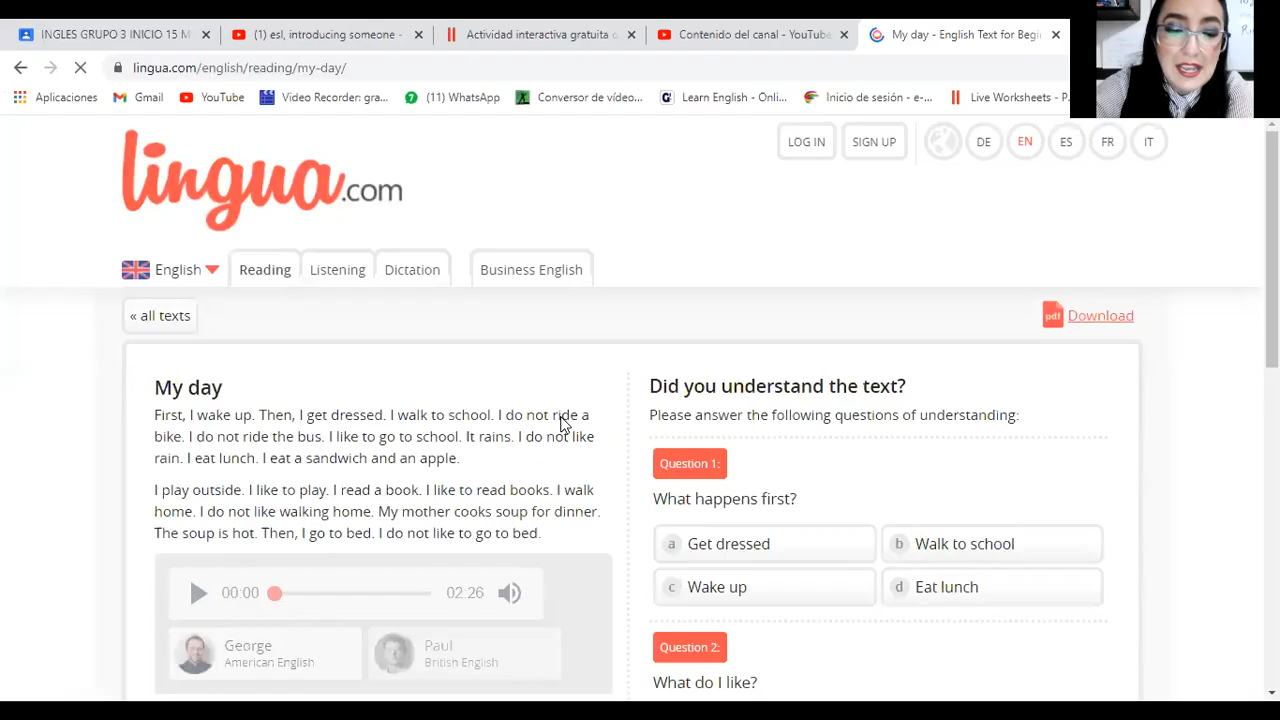 INGLES GRUPO 3 INICIO 15 M
(1) esl, introducing someone -
Actividad interactiva gratuita o
Contenido del canal - YouTube
My day - English Text for Begi
lingua.com/english/reading/my-day/
Aplicaciones
Gmail
YouTube
Video Recorder: gra...
(11) WhatsApp
Conversor de vídeo...
Learn English - Onli...
Inicio de sesión - e-...
Live Worksheets - P
lingua.com
LOG IN
SIGN UP
DE
EN
ES
FR
IT
English
Reading
Listening
Dictation
Business English
« all texts
pdf
Download
My day
First, I wake up. Then, I get dressed. I walk to school. I do not ride a
bike. I do not ride the bus. I like to go to school. It rains. I do not like
rain. I eat lunch. I eat a sandwich and an apple.
I play outside. I like to play. I read a book. I like to read books. I walk
home. I do not like walking home. My mother cooks soup for dinner.
The soup is hot. Then, I go to bed. I do not like to go to bed.
00:00
02:26
George
American English
Paul
British English
Did you understand the text?
Please answer the following questions of understanding:
Question 1:
What happens first?
a Get dressed
b Walk to school
c Wake up
d Eat lunch
Question 2:
What do I like?